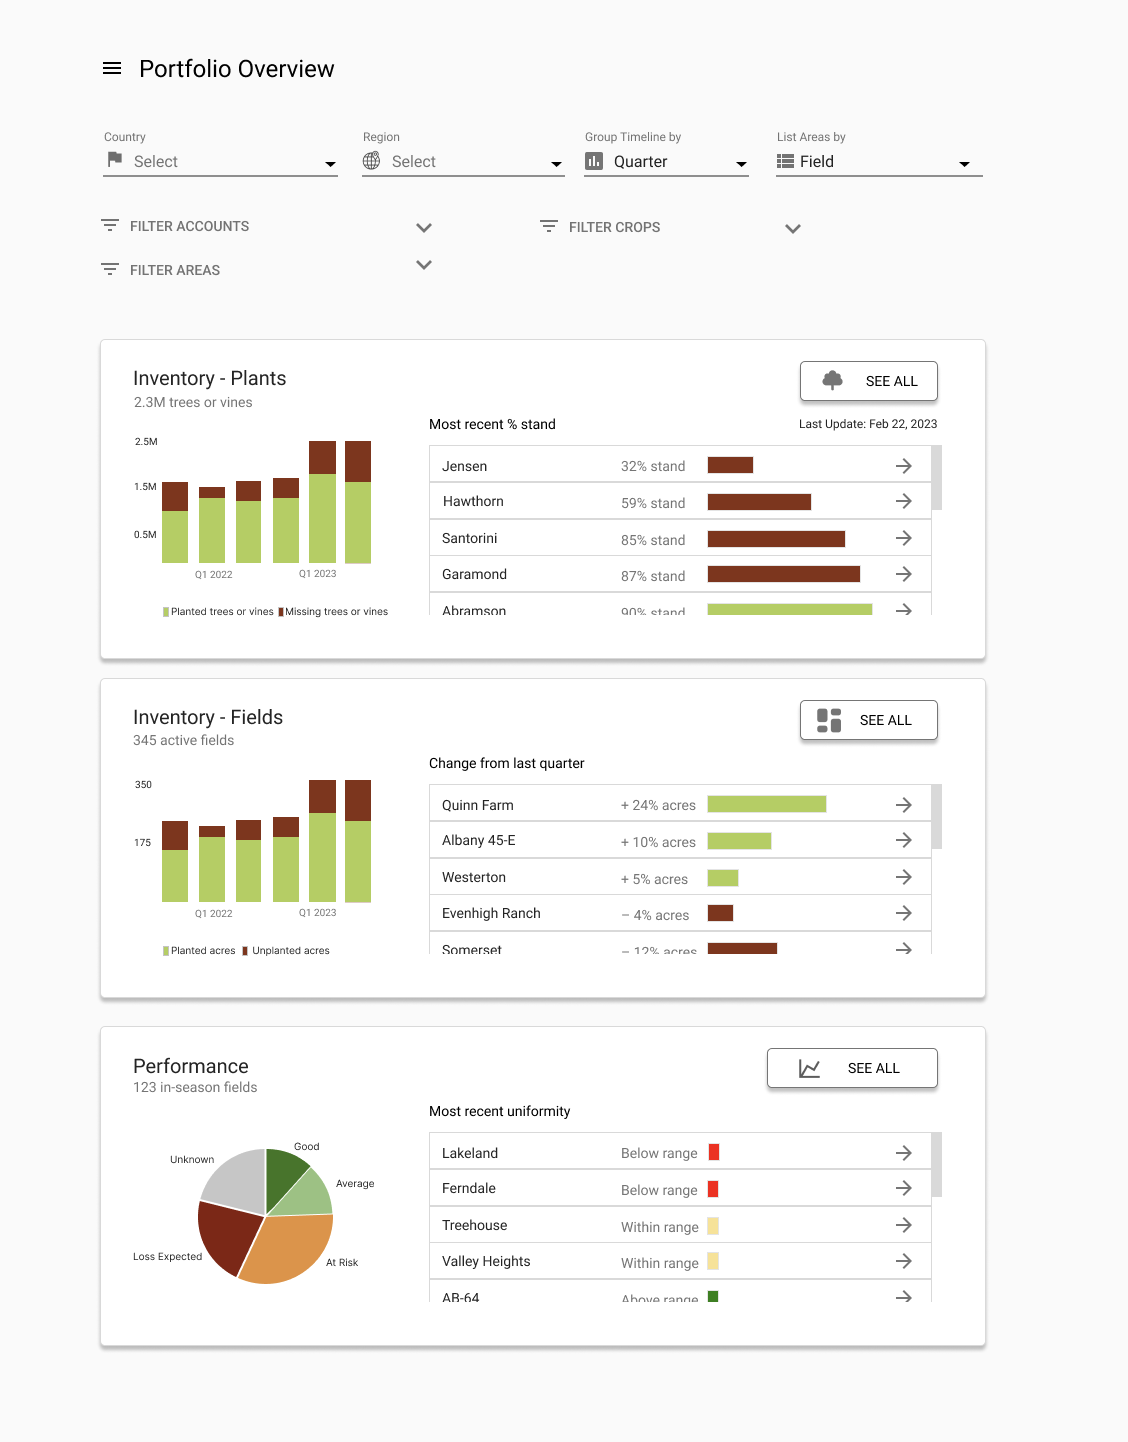 Portfolio Overview
Country
Select
Region
Select
Group Timeline by
Quarter
List Areas by
Field
FILTER ACCOUNTS
FILTER CROPS
FILTER AREAS
Inventory - Plants
2.3M trees or vines
SEE ALL
Most recent % stand
Last Update: Feb 22, 2023
2.5M
1.5M
0.5M
Q1 2022
Q1 2023
Planted trees or vines
Missing trees or vines
Jensen 32% stand
Hawthorn 59% stand
Santorini 85% stand
Garamond 87% stand
Abramson 90% stand
Inventory - Fields
345 active fields
SEE ALL
Change from last quarter
350
175
Q1 2022
Q1 2023
Planted acres
Unplanted acres
Quinn Farm + 24% acres
Albany 45-E + 10% acres
Westerton + 5% acres
Evenhigh Ranch – 4% acres
Somerset – 12% acres
Performance
123 in-season fields
SEE ALL
Most recent uniformity
Good
Unknown
Average
Loss Expected
At Risk
Lakeland Below range
Ferndale Below range
Treehouse Within range
Valley Heights Within range
AB-64 Above range